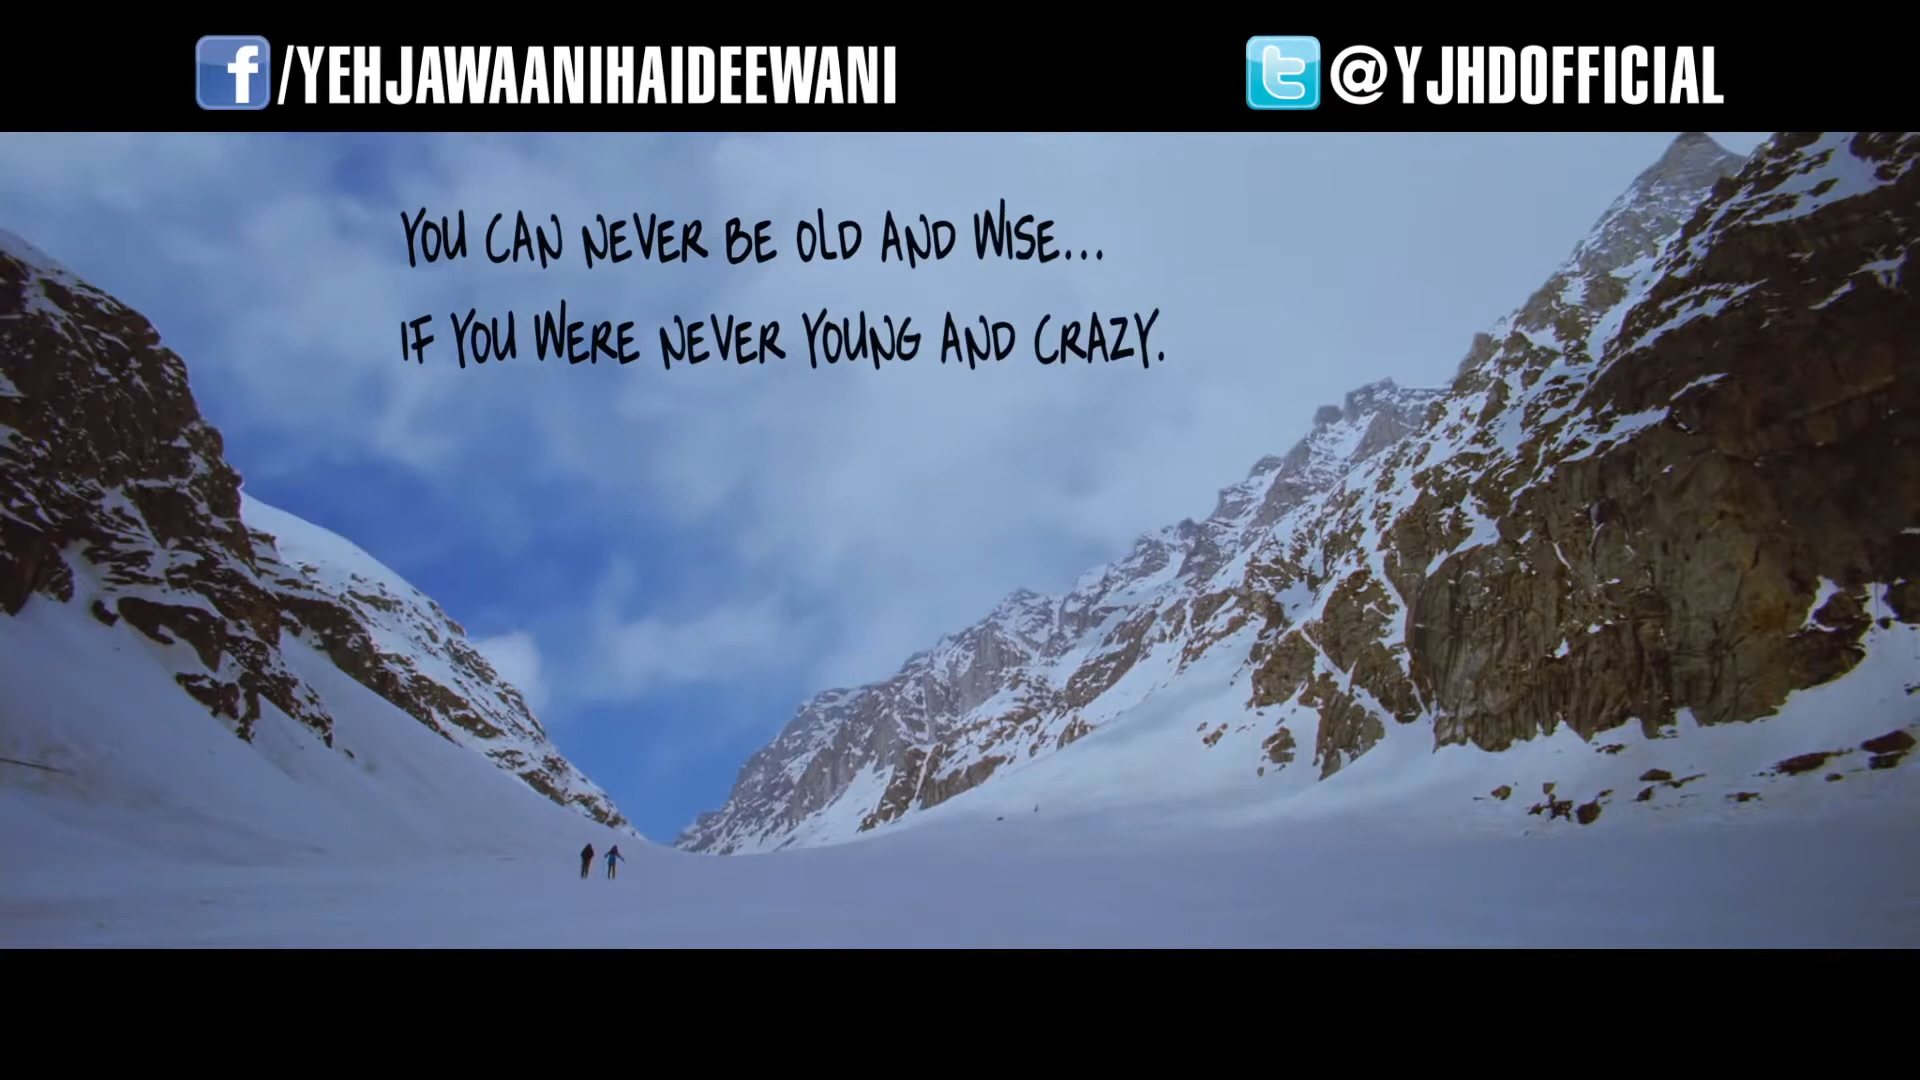 f/YEHJAWAANIHAIDEEWANI
t@YJHDOFFICIAL
YOU CAN NEVER BE OLD AND WISE...
IF YOU WERE NEVER YOUNG AND CRAZY.